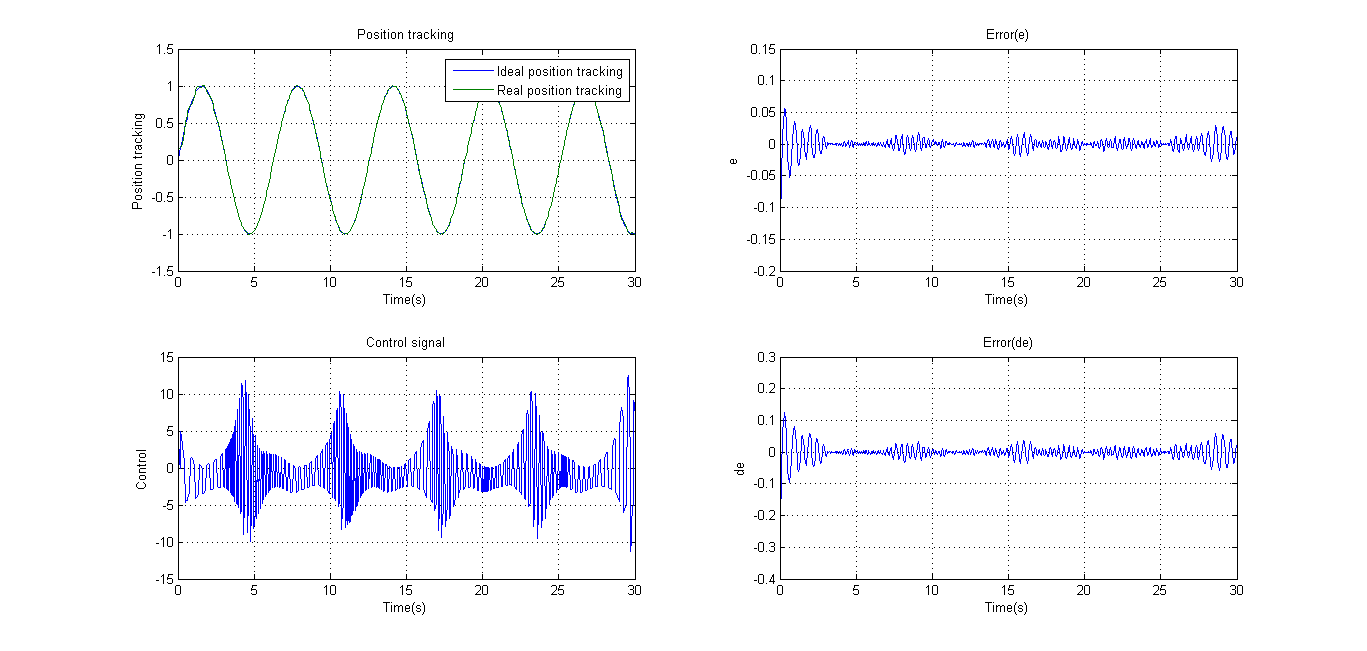 Position tracking
1.5
1
0.5
0
-0.5
-1
-1.5
Position tracking
Ideal position tracking
Real position tracking
0 5 10 15 20 25 30
Time(s)
Error(e)
0.15
0.1
0.05
0
-0.05
-0.1
-0.15
-0.2
e
0 5 10 15 20 25 30
Time(s)
Control signal
15
10
5
0
-5
-10
-15
Control
0 5 10 15 20 25 30
Time(s)
Error(de)
0.3
0.2
0.1
0
-0.1
-0.2
-0.3
-0.4
de
0 5 10 15 20 25 30
Time(s)